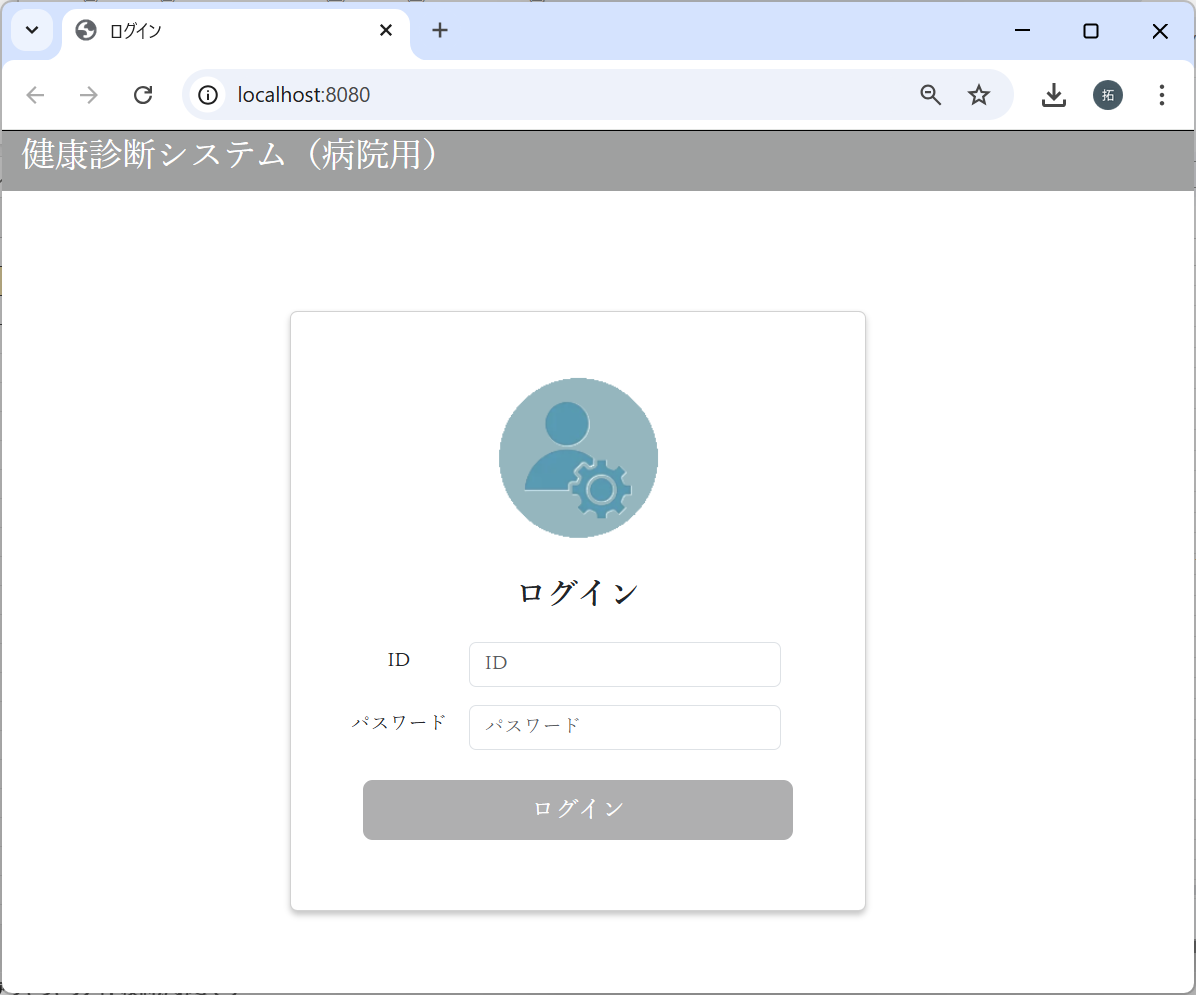 ログイン
localhost:8080
拓
健康診断システム（病院用）
ログイン
ID ID
パスワード パスワード
ログイン